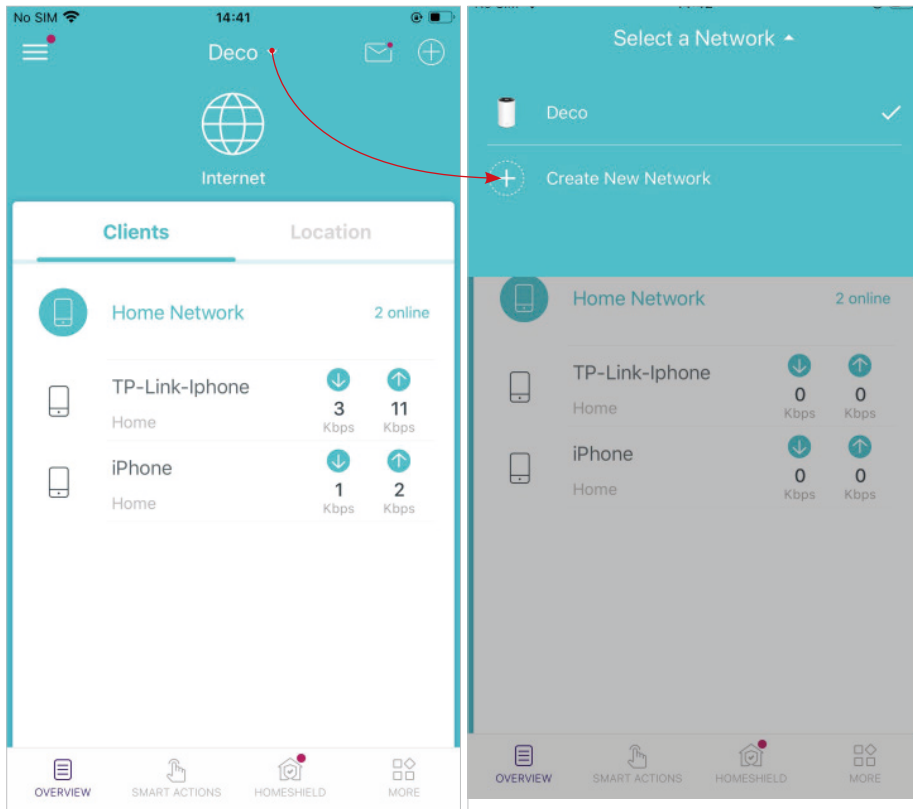 No SIM 14:41
Deco
Internet
Clients Location
Home Network 2 online
TP-Link-Iphone
Home
3 11
Kbps Kbps
iPhone
Home
1 2
Kbps Kbps
OVERVIEW SMART ACTIONS HOMESHIELD MORE
Select a Network
Deco
Create New Network
Home Network 2 online
TP-Link-Iphone
Home
0 0
Kbps Kbps
iPhone
Home
0 0
Kbps Kbps
OVERVIEW SMART ACTIONS HOMESHIELD MORE